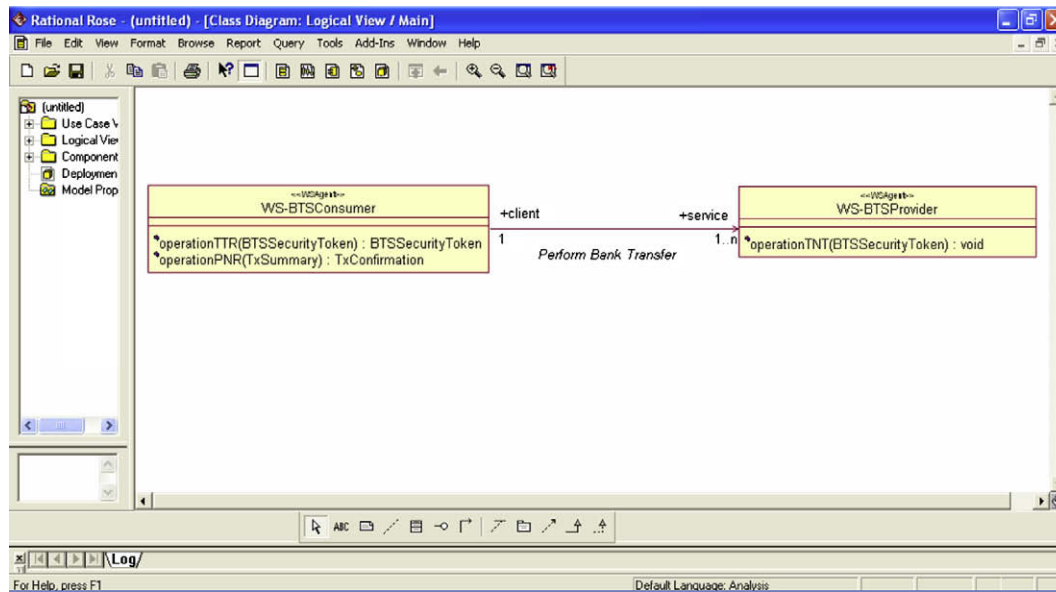 Rational Rose - (untitled) - [Class Diagram: Logical View / Main]
File Edit View Format Browse Report Query Tools Add-Ins Window Help
(untitled)
Use Case V
Logical Vie
Component
Deploymen
Model Prop
<<WSAgent>>
WS-BTSConsumer
operationTTR(BTSSecurityToken) : BTSSecurityToken
operationPNR(TxSummary) : TxConfirmation
+client
+service
1
1..n
Perform Bank Transfer
<<WSAgent>>
WS-BTSProvider
operationTNT(BTSSecurityToken) : void
ABC
Log
For Help, press F1
Default Language: Analysis